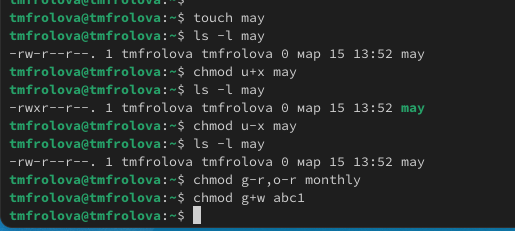 tmfrolova@tmfrolova:~$
tmfrolova@tmfrolova:~$ touch may
tmfrolova@tmfrolova:~$ ls -l may
-rw-r--r--. 1 tmfrolova tmfrolova 0 мар 15 13:52 may
tmfrolova@tmfrolova:~$ chmod u+x may
tmfrolova@tmfrolova:~$ ls -l may
-rwxr--r--. 1 tmfrolova tmfrolova 0 мар 15 13:52 may
tmfrolova@tmfrolova:~$ chmod u-x may
tmfrolova@tmfrolova:~$ ls -l may
-rw-r--r--. 1 tmfrolova tmfrolova 0 мар 15 13:52 may
tmfrolova@tmfrolova:~$ chmod g-r,o-r monthly
tmfrolova@tmfrolova:~$ chmod g+w abc1
tmfrolova@tmfrolova:~$